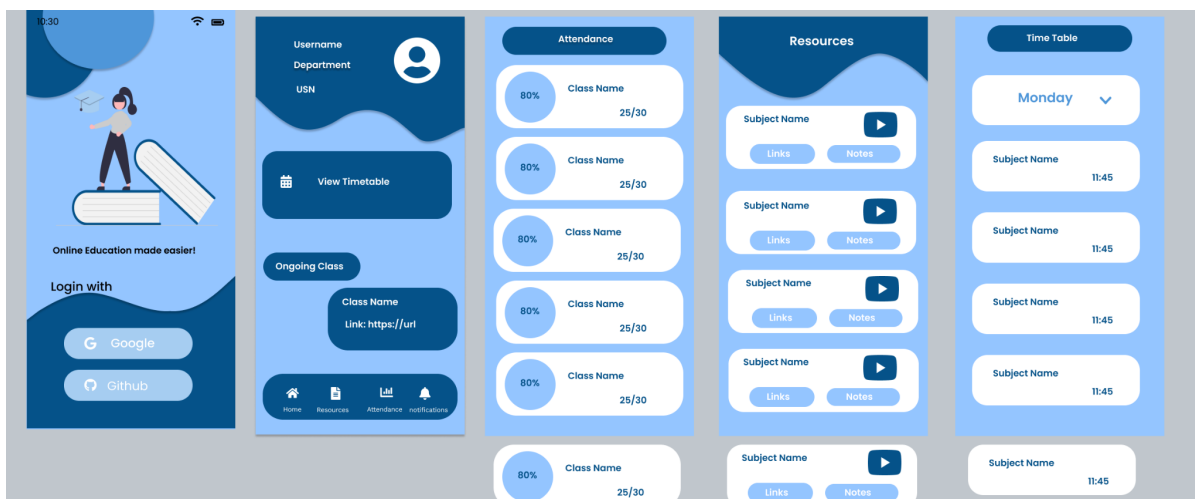 10:30
Online Education made easier!
Login with
Google
Github
Username
Department
USN
View Timetable
Ongoing Class
Class Name
Link: https://url
Home Resources Attendance notifications
Attendance
80% Class Name
25/30
80% Class Name
25/30
80% Class Name
25/30
80% Class Name
25/30
80% Class Name
25/30
80% Class Name
25/30
Resources
Subject Name
Links Notes
Subject Name
Links Notes
Subject Name
Links Notes
Subject Name
Links Notes
Subject Name
Links Notes
Time Table
Monday
Subject Name
11:45
Subject Name
11:45
Subject Name
11:45
Subject Name
11:45
Subject Name
11:45